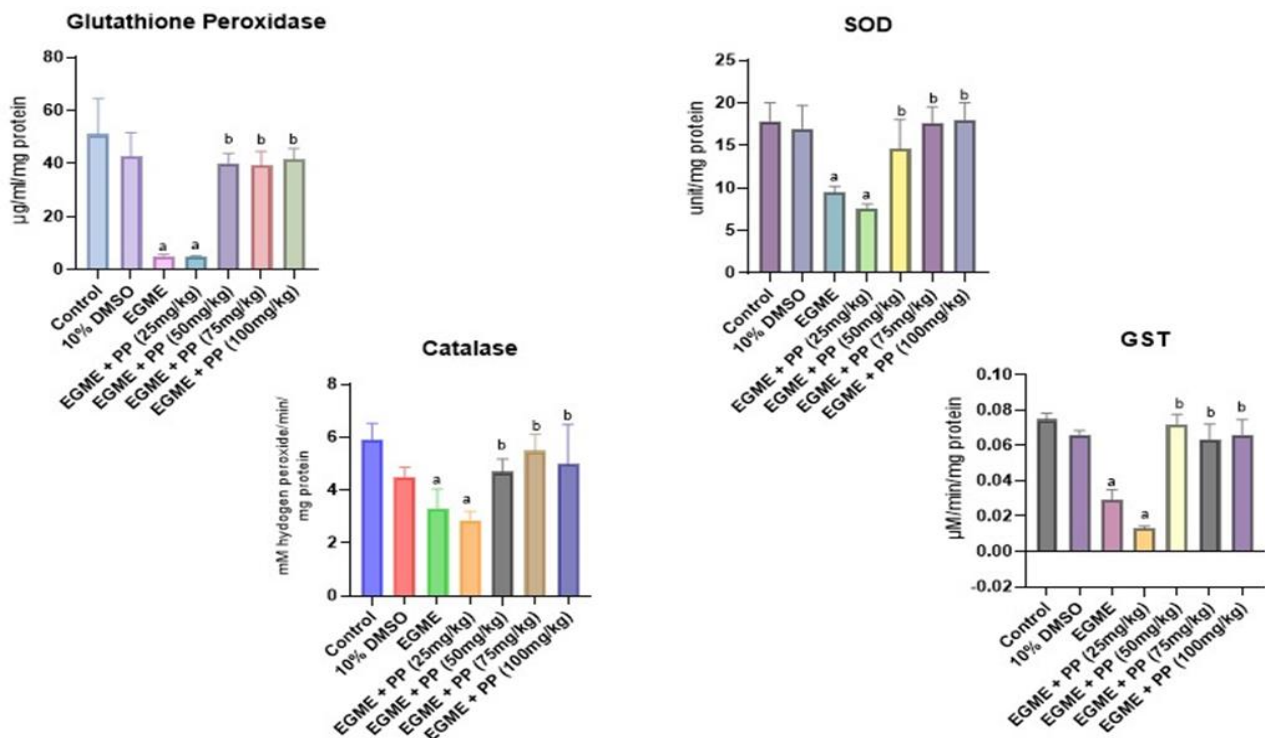 Glutathione Peroxidase
µg/ml/mg protein
80
60
40
20
0
a
a
b
b
b
Control
10% DMSO
EGME
EGME + PP (25mg/kg)
EGME + PP (50mg/kg)
EGME + PP (75mg/kg)
EGME + PP (100mg/kg)
SOD
unit/mg protein
25
20
15
10
5
0
a
a
b
b
b
Control
10% DMSO
EGME
EGME + PP (25mg/kg)
EGME + PP (50mg/kg)
EGME + PP (75mg/kg)
EGME + PP (100mg/kg)
Catalase
mM hydogen peroxide/min/
mg protein
8
6
4
2
0
a
a
b
b
b
Control
10% DMSO
EGME
EGME + PP (25mg/kg)
EGME + PP (50mg/kg)
EGME + PP (75mg/kg)
EGME + PP (100mg/kg)
GST
µM/min/mg protein
0.10
0.08
0.06
0.04
0.02
0.00
-0.02
a
a
b
b
b
Control
10% DMSO
EGME
EGME + PP (25mg/kg)
EGME + PP (50mg/kg)
EGME + PP (75mg/kg)
EGME + PP (100mg/kg)